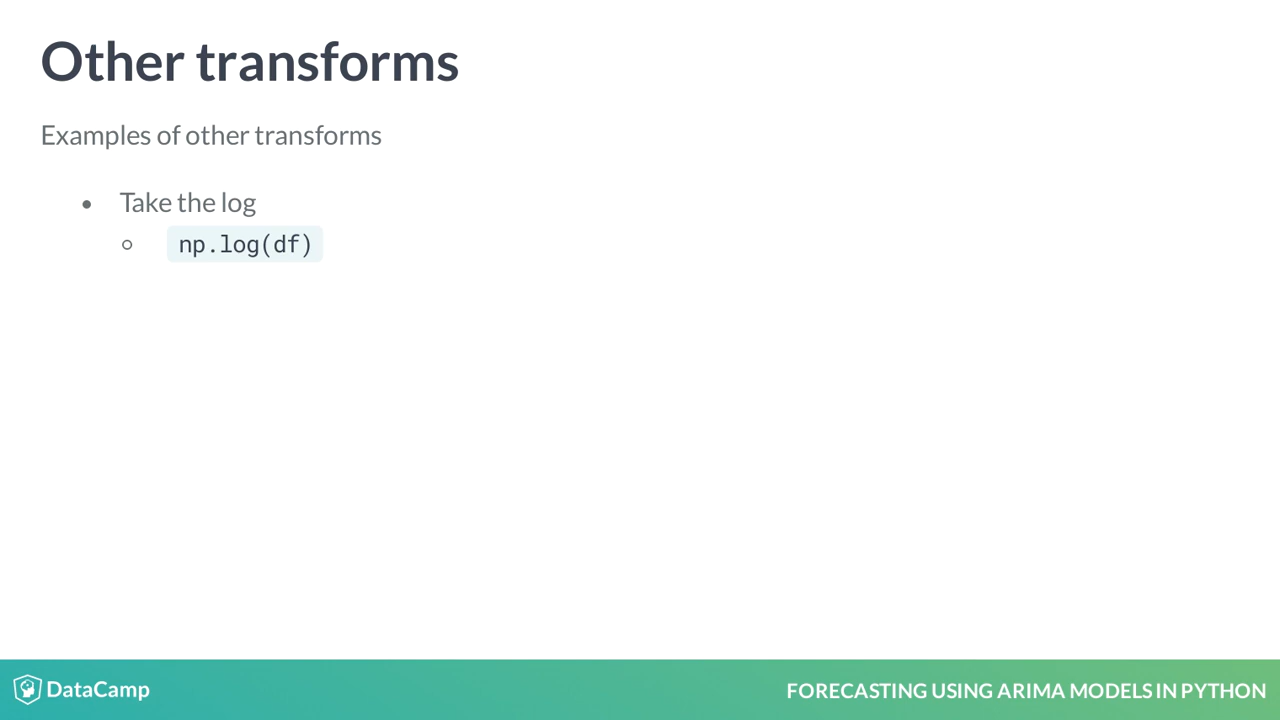 Other transforms
Examples of other transforms
Take the log
np.log(df)
DataCamp
FORECASTING USING ARIMA MODELS IN PYTHON